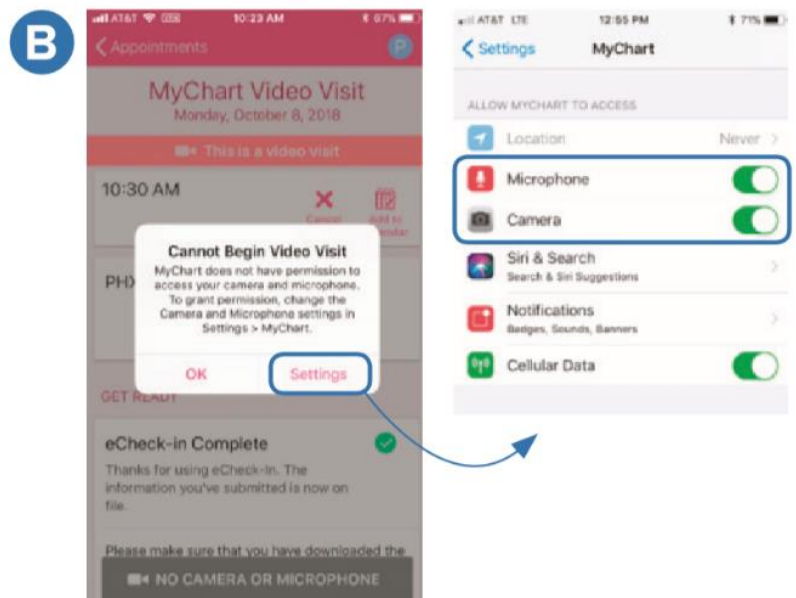 B
AT&T
10:23 AM
67%
Appointments
P
MyChart Video Visit
Monday, October 8, 2018
This is a video visit
10:30 AM
Cancel
Add to
PHX
Cannot Begin Video Visit
MyChart does not have permission to
access your camera and microphone.
To grant permission, change the
Camera and Microphone settings in
Settings > MyChart.
OK
Settings
GET READY
eCheck-in Complete
Thanks for using eCheck-In. The
information you've submitted is now on
file.
Please make sure that you have downloaded the
NO CAMERA OR MICROPHONE
AT&T LTE
12:55 PM
71%
Settings
MyChart
ALLOW MYCHART TO ACCESS
Location
Never
Microphone
Camera
Siri & Search
Search & Siri Suggestions
Notifications
Badges, Sounds, Banners
Cellular Data